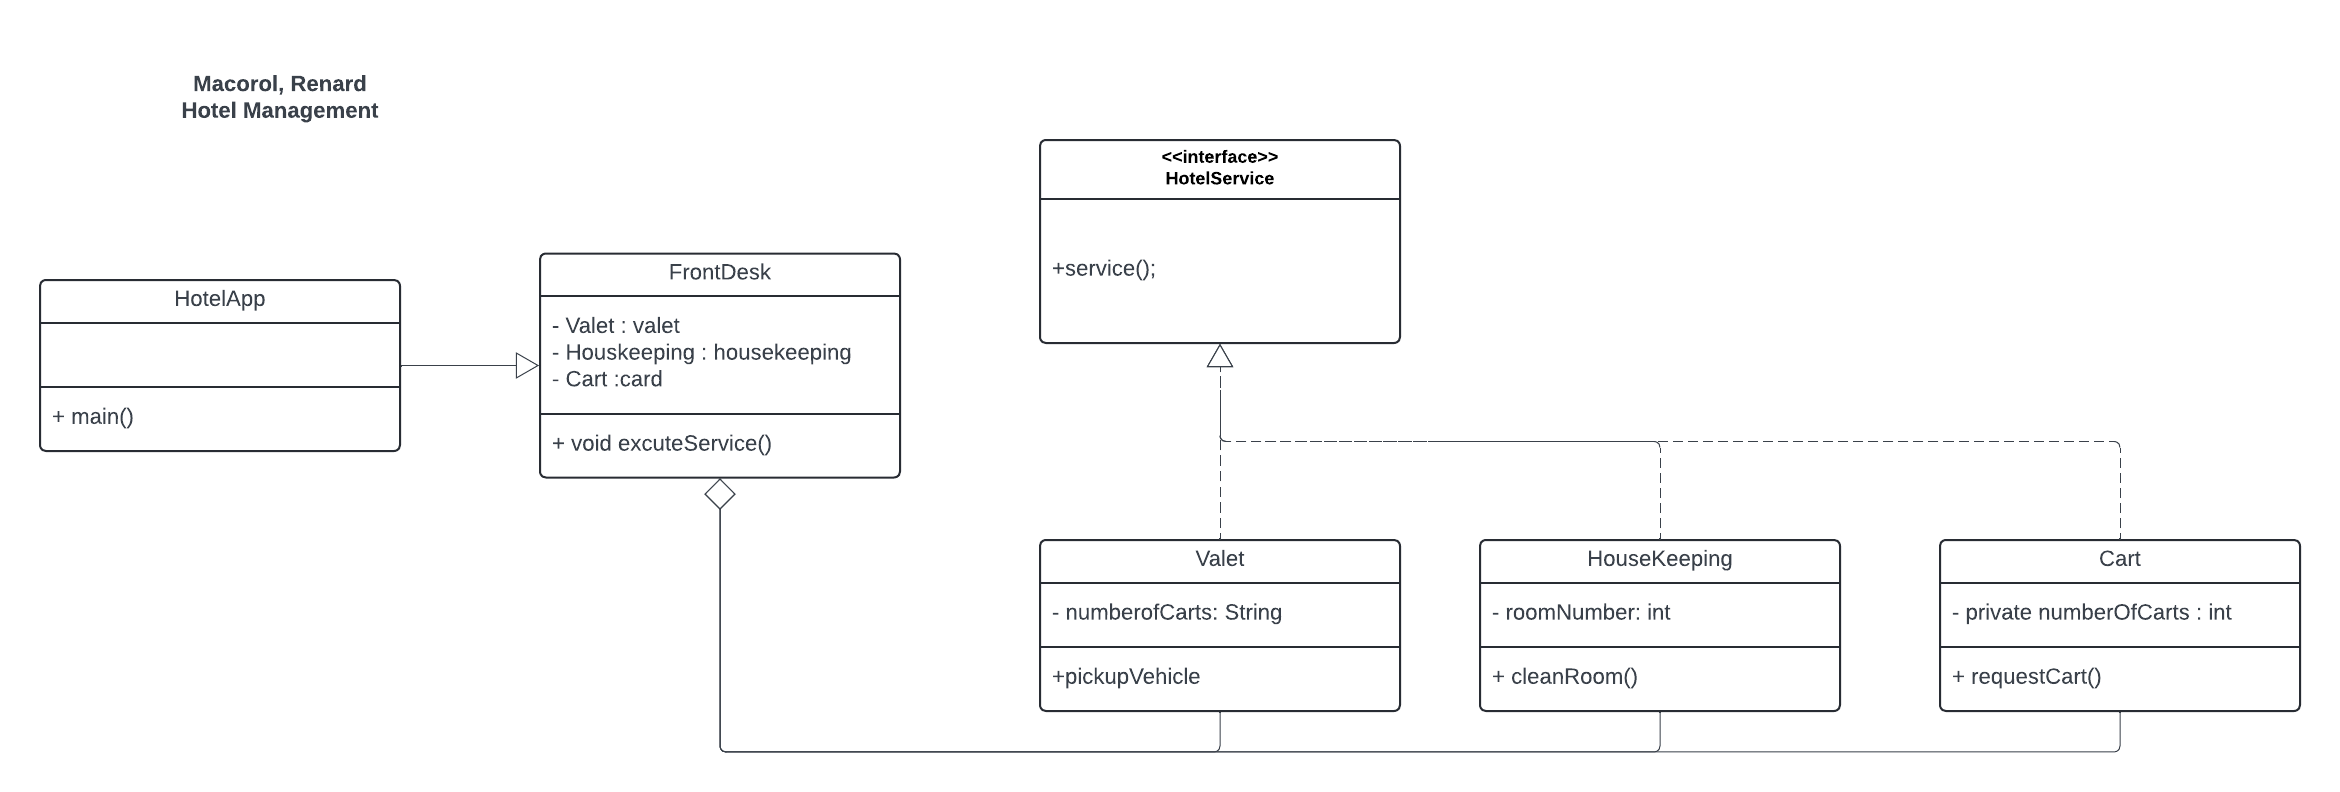 Macorol, Renard
Hotel Management
<<interface>>
HotelService
+service();
HotelApp
+ main()
FrontDesk
- Valet : valet
- Houskeeping : housekeeping
- Cart :card
+ void excuteService()
Valet
- numberofCarts: String
+pickupVehicle
HouseKeeping
- roomNumber: int
+ cleanRoom()
Cart
- private numberOfCarts : int
+ requestCart()